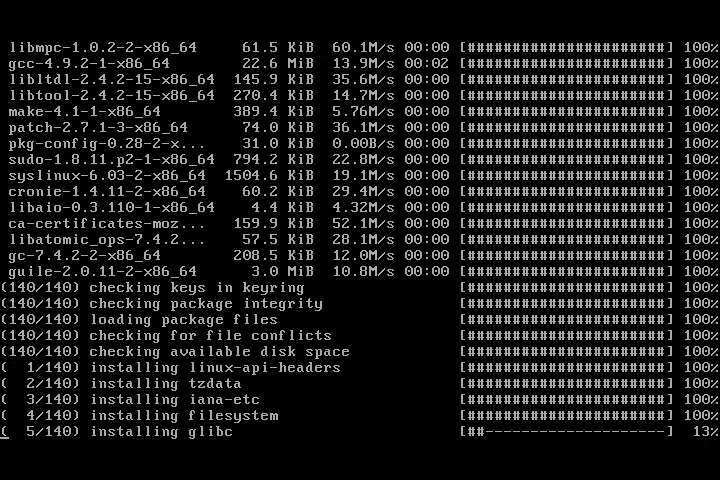 libmpc-1.0.2-2-x86_64 61.5 KiB 60.1M/s 00:00 [######################] 100%
gcc-4.9.2-1-x86_64 22.6 MiB 13.9M/s 00:02 [######################] 100%
libltdl-2.4.2-15-x86_64 145.9 KiB 35.6M/s 00:00 [######################] 100%
libtool-2.4.2-15-x86_64 270.4 KiB 14.7M/s 00:00 [######################] 100%
make-4.1-1-x86_64 389.4 KiB 5.76M/s 00:00 [######################] 100%
patch-2.7.1-3-x86_64 74.0 KiB 36.1M/s 00:00 [######################] 100%
pkg-config-0.28-2-x... 31.0 KiB 0.00B/s 00:00 [######################] 100%
sudo-1.8.11.p2-1-x86_64 794.2 KiB 22.8M/s 00:00 [######################] 100%
syslinux-6.03-2-x86_64 1504.6 KiB 19.1M/s 00:00 [######################] 100%
cronie-1.4.11-2-x86_64 60.2 KiB 29.4M/s 00:00 [######################] 100%
libaio-0.3.110-1-x86_64 4.4 KiB 4.32M/s 00:00 [######################] 100%
ca-certificates-moz... 159.9 KiB 52.1M/s 00:00 [######################] 100%
libatomic_ops-7.4.2... 57.5 KiB 28.1M/s 00:00 [######################] 100%
gc-7.4.2-2-x86_64 208.5 KiB 12.0M/s 00:00 [######################] 100%
guile-2.0.11-2-x86_64 3.0 MiB 10.8M/s 00:00 [######################] 100%
(140/140) checking keys in keyring [######################] 100%
(140/140) checking package integrity [######################] 100%
(140/140) loading package files [######################] 100%
(140/140) checking for file conflicts [######################] 100%
(140/140) checking available disk space [######################] 100%
( 1/140) installing linux-api-headers [######################] 100%
( 2/140) installing tzdata [######################] 100%
( 3/140) installing iana-etc [######################] 100%
( 4/140) installing filesystem [######################] 100%
( 5/140) installing glibc [##--------------------] 13%